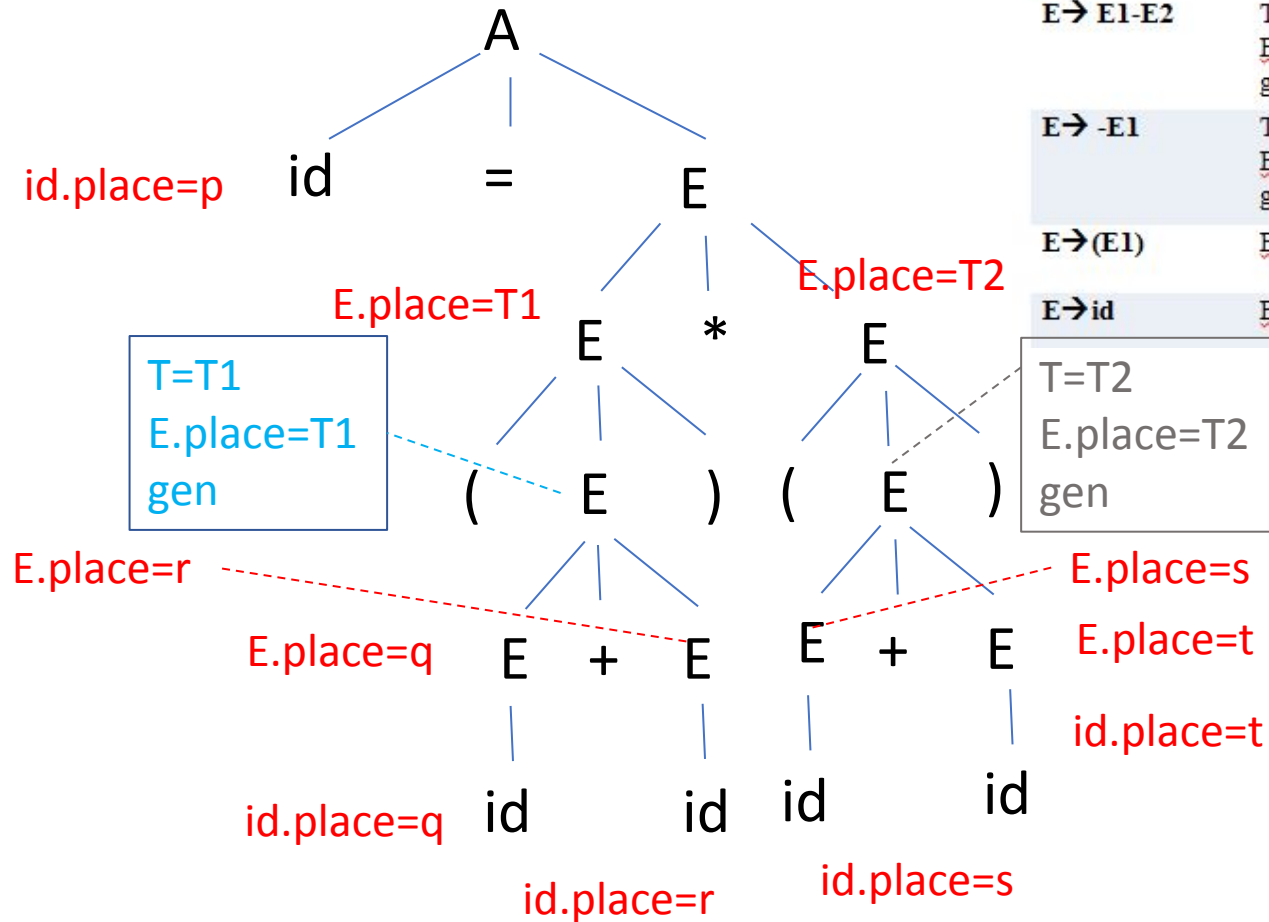 A
E→ E1-E2
E→ -E1
E→(E1)
E→id
id.place=p
id = E
E.place=T1
E.place=T2
E * E
T=T1
E.place=T1
gen
T=T2
E.place=T2
gen
( E ) ( E )
E.place=r
E.place=s
E.place=q
E + E E + E
E.place=t
id.place=t
id.place=q
id id id id
id.place=r
id.place=s